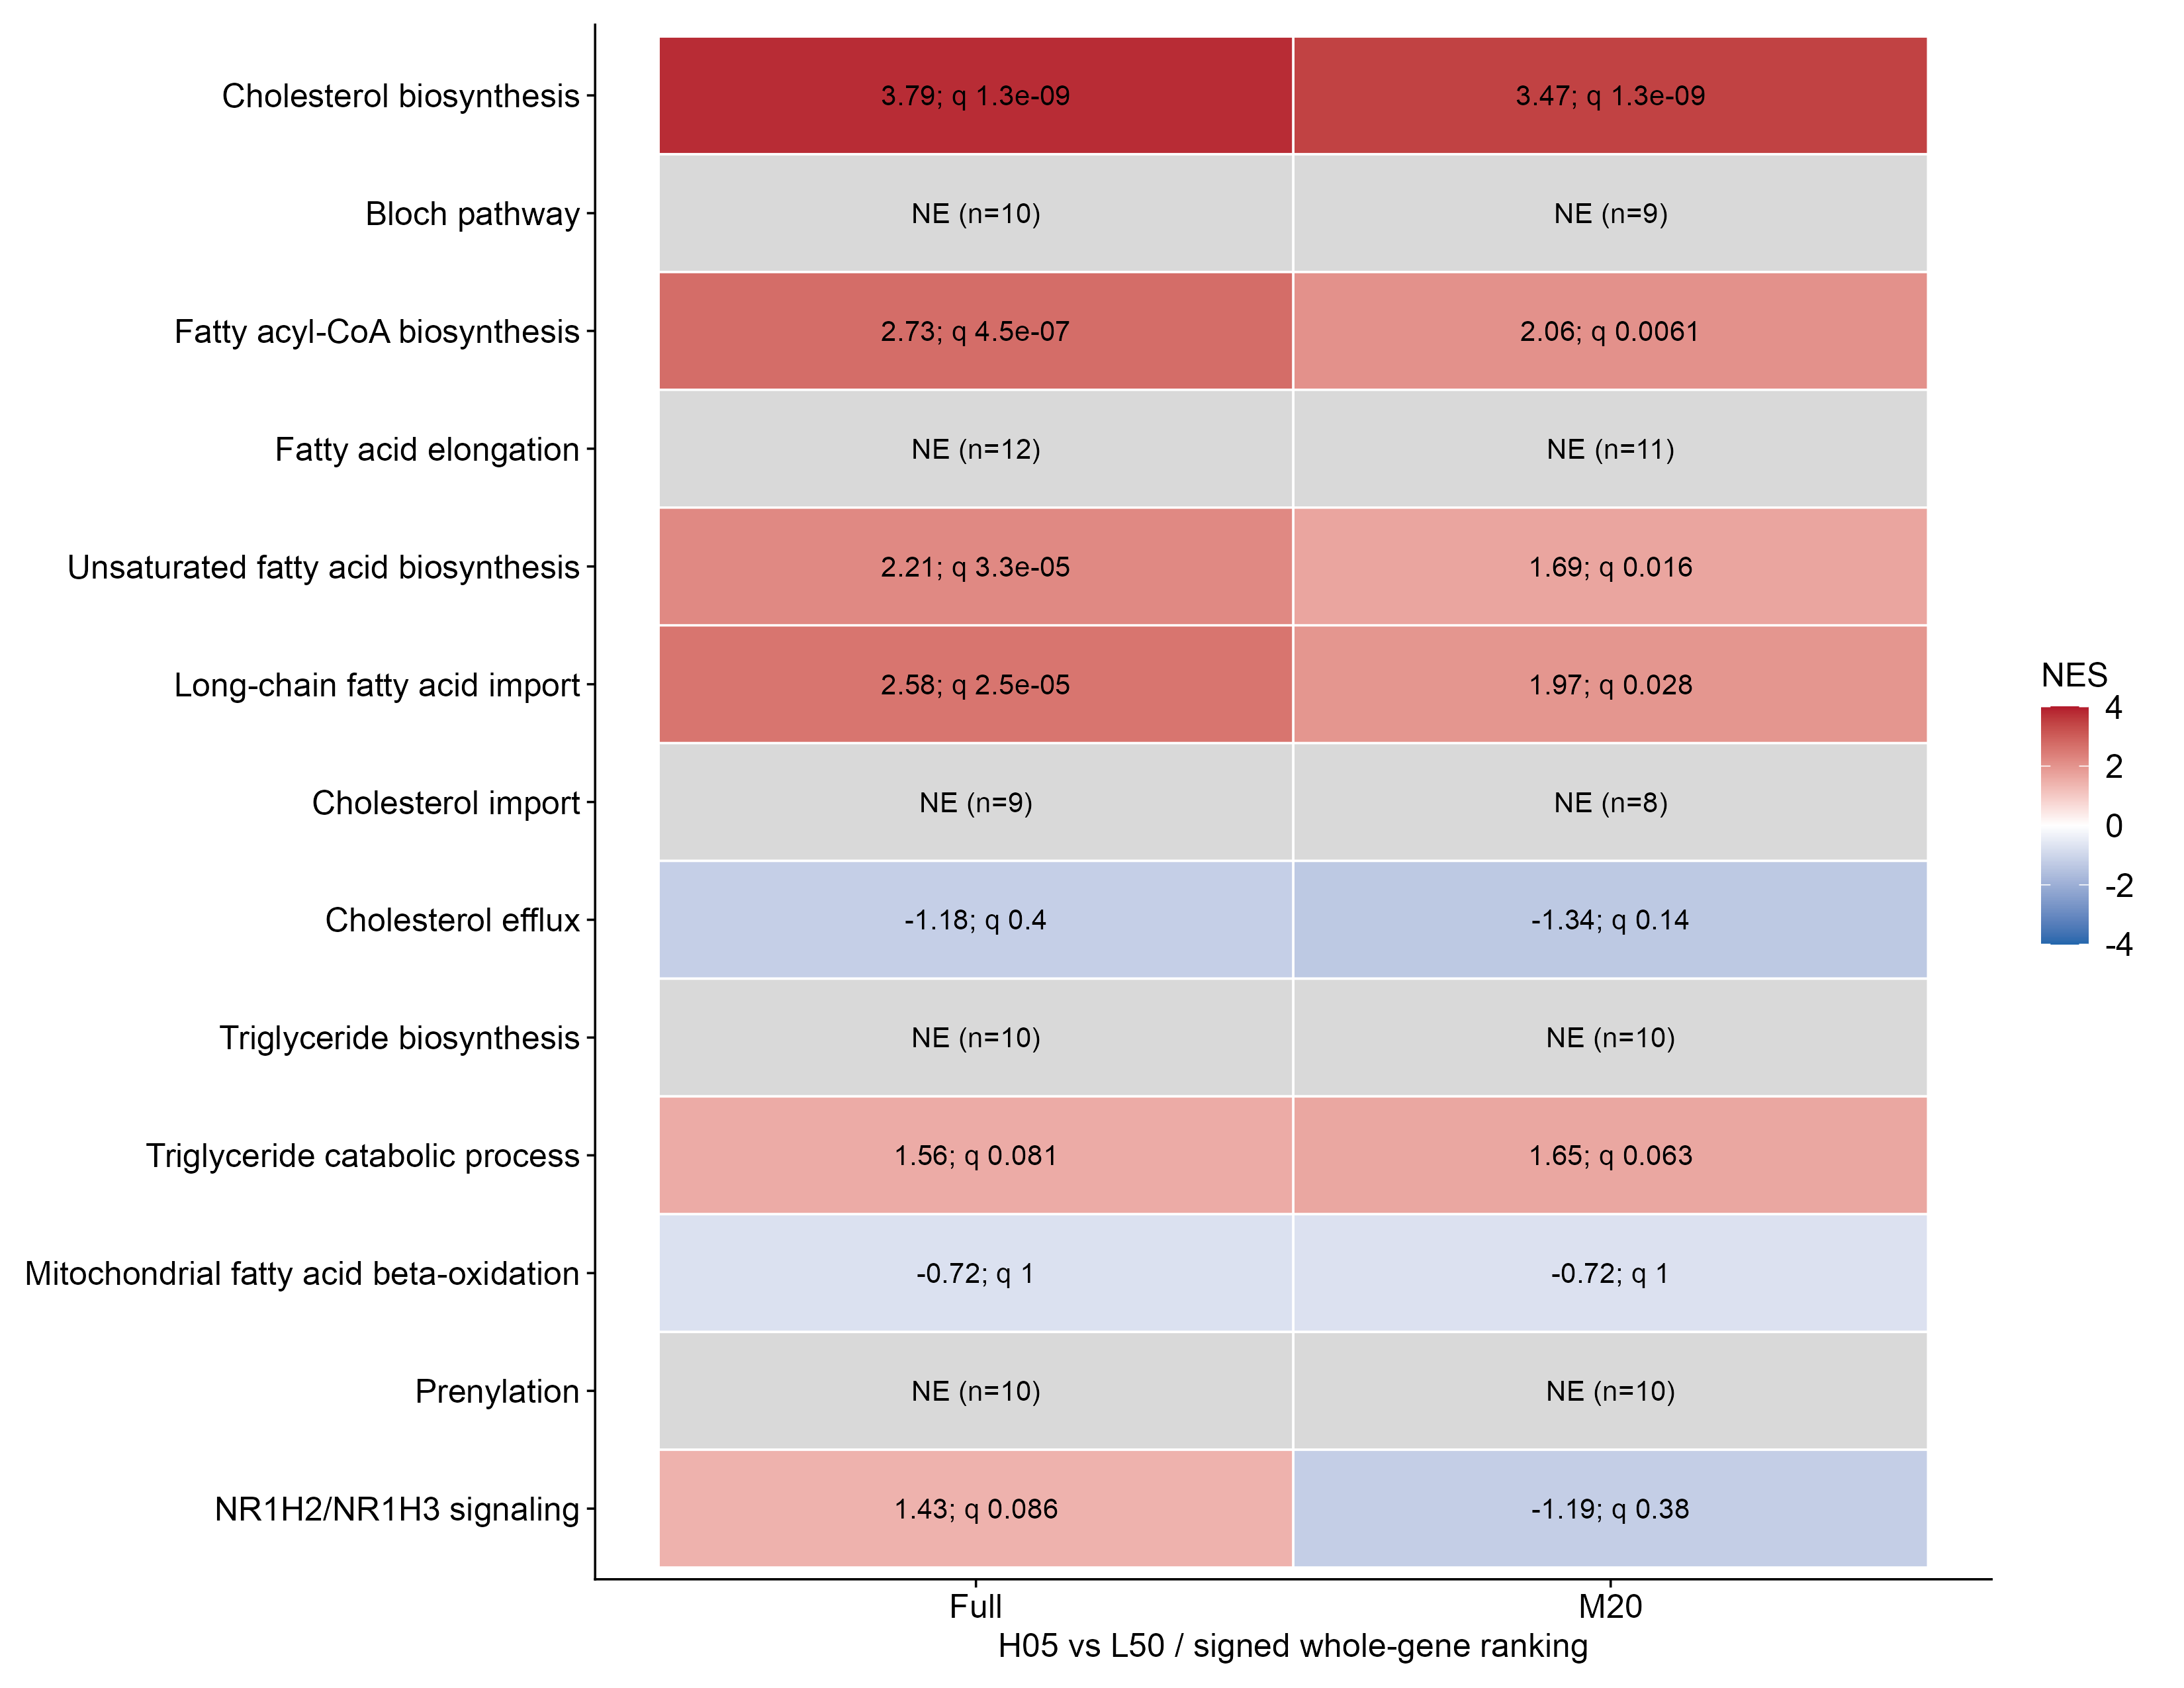 Cholesterol biosynthesis 3.79; q 1.3e-09 3.47; q 1.3e-09
Bloch pathway NE (n=10) NE (n=9)
Fatty acyl-CoA biosynthesis 2.73; q 4.5e-07 2.06; q 0.0061
Fatty acid elongation NE (n=12) NE (n=11)
Unsaturated fatty acid biosynthesis 2.21; q 3.3e-05 1.69; q 0.016
Long-chain fatty acid import 2.58; q 2.5e-05 1.97; q 0.028
Cholesterol import NE (n=9) NE (n=8)
Cholesterol efflux -1.18; q 0.4 -1.34; q 0.14
Triglyceride biosynthesis NE (n=10) NE (n=10)
Triglyceride catabolic process 1.56; q 0.081 1.65; q 0.063
Mitochondrial fatty acid beta-oxidation -0.72; q 1 -0.72; q 1
Prenylation NE (n=10) NE (n=10)
NR1H2/NR1H3 signaling 1.43; q 0.086 -1.19; q 0.38
Full M20
H05 vs L50 / signed whole-gene ranking
NES
4
2
0
-2
-4